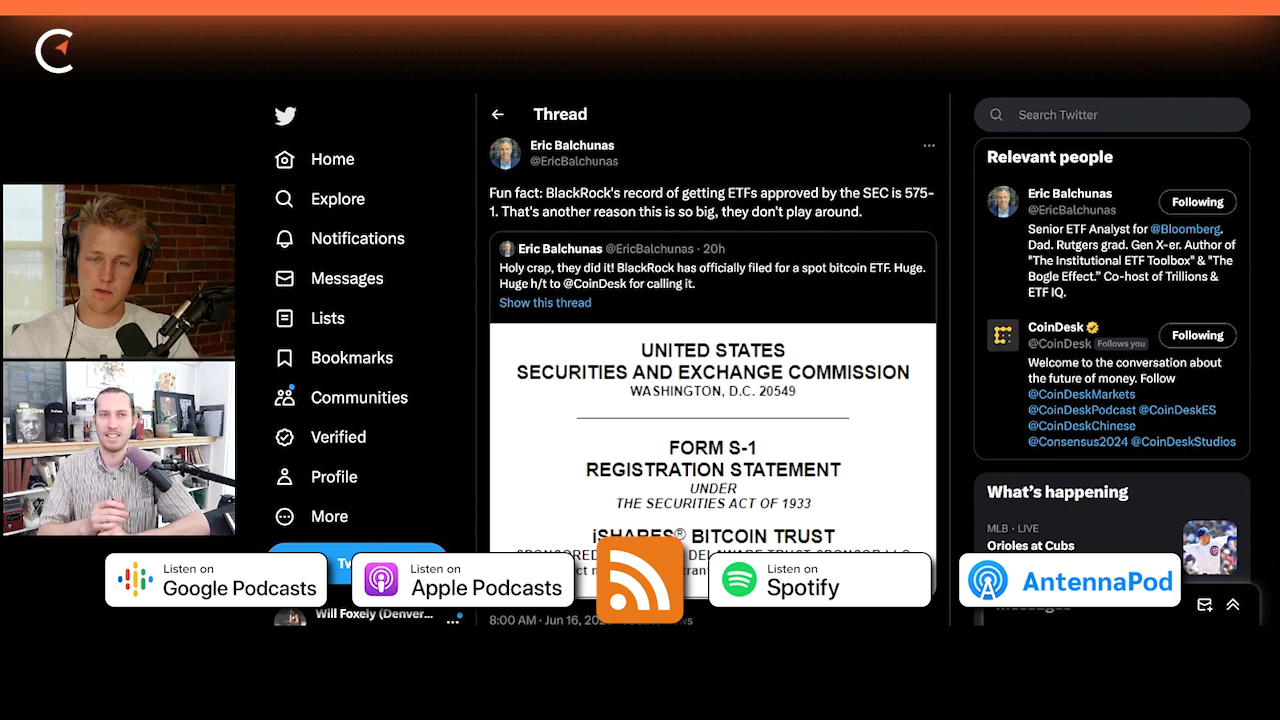 Home
Explore
Notifications
Messages
Lists
Bookmarks
Communities
Verified
Profile
More
Will Foxely (Denver...
Thread
Eric Balchunas
@EricBalchunas
Fun fact: BlackRock's record of getting ETFs approved by the SEC is 575-
1. That's another reason this is so big, they don't play around.
Eric Balchunas @EricBalchunas · 20h
Holy crap, they did it! BlackRock has officially filed for a spot bitcoin ETF. Huge.
Huge h/t to @CoinDesk for calling it.
Show this thread
UNITED STATES
SECURITIES AND EXCHANGE COMMISSION
WASHINGTON, D.C. 20549
FORM S-1
REGISTRATION STATEMENT
UNDER
THE SECURITIES ACT OF 1933
iSHARES® BITCOIN TRUST
8:00 AM · Jun 16,
Search Twitter
Relevant people
Eric Balchunas
@EricBalchunas
Following
Senior ETF Analyst for @Bloomberg.
Dad. Rutgers grad. Gen X-er. Author of
"The Institutional ETF Toolbox" & "The
Bogle Effect." Co-host of Trillions &
ETF IQ.
CoinDesk
@CoinDesk Follows you
Following
Welcome to the conversation about
the future of money. Follow
@CoinDeskMarkets
@CoinDeskPodcast @CoinDeskES
@CoinDeskChinese
@Consensus2024 @CoinDeskStudios
What's happening
MLB · LIVE
Orioles at Cubs
Messages
Listen on
Google Podcasts
Listen on
Apple Podcasts
Listen on
Spotify
AntennaPod